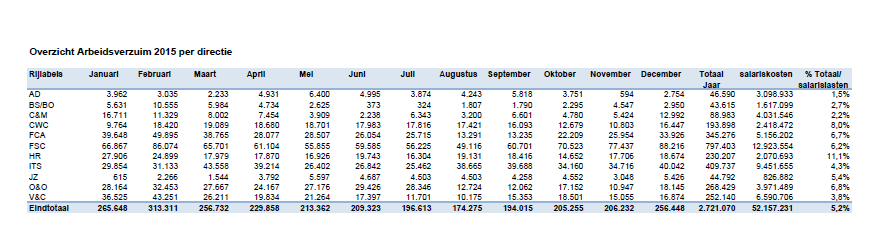 Overzicht Arbeidsverzuim 2015 per directie
Rijlabels Januari Februari Maart April Mei Juni Juli Augustus September Oktober November December Totaal Jaar salariskosten % Totaal/ salarislasten
AD 3.962 3.035 2.233 4.931 6.400 4.995 3.874 4.243 5.818 3.751 594 2.754 46.590 3.098.933 1,5%
BS/BO 5.631 10.555 5.984 4.734 2.625 373 324 1.807 1.790 2.295 4.547 2.950 43.615 1.617.099 2,7%
C&M 16.711 11.329 8.002 7.454 3.909 2.238 6.343 3.200 6.601 4.780 5.424 12.992 88.983 4.031.546 2,2%
CWC 9.764 18.420 19.089 18.680 18.701 17.983 17.816 17.421 16.093 12.679 10.803 16.447 193.898 2.418.472 8,0%
FCA 39.648 49.895 38.765 28.077 28.507 26.054 25.715 13.291 13.235 22.209 25.954 33.926 345.276 5.156.202 6,7%
FSC 66.867 86.074 65.701 61.104 55.855 59.585 56.225 49.116 60.701 70.523 77.437 88.216 797.403 12.923.554 6,2%
HR 27.906 24.899 17.979 17.870 16.926 19.743 16.304 19.131 18.416 14.652 17.706 18.674 230.207 2.070.693 11,1%
ITS 29.854 31.133 43.558 39.214 26.402 26.842 25.462 38.665 39.688 34.160 34.716 40.042 409.737 9.451.655 4,3%
JZ 615 2.266 1.544 3.792 5.597 4.687 4.503 4.503 4.258 4.552 3.048 5.426 44.792 826.882 5,4%
O&O 28.164 32.453 27.667 24.167 27.176 29.426 28.346 12.724 12.062 17.152 10.947 18.145 268.429 3.971.489 6,8%
V&C 36.525 43.251 26.211 19.834 21.264 17.397 11.701 10.175 15.353 18.501 15.055 16.874 252.140 6.590.706 3,8%
Eindtotaal 265.648 313.311 256.732 229.858 213.362 209.323 196.613 174.275 194.015 205.255 206.232 256.448 2.721.070 52.157.231 5,2%